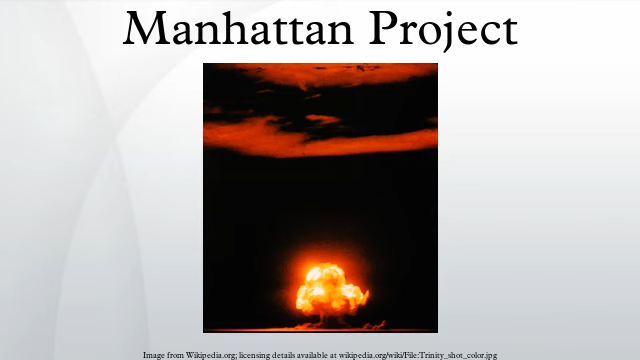 Manhattan Project
Image from Wikipedia.org; licensing details available at wikipedia.org/wiki/File:Trinity_shot_color.jpg